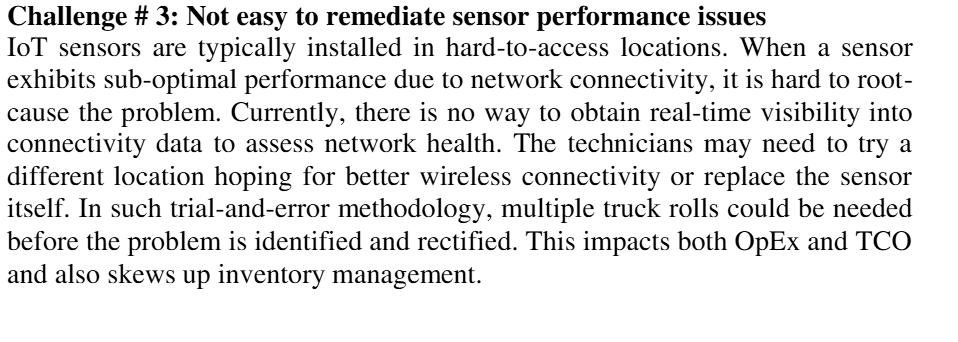 Challenge # 3: Not easy to remediate sensor performance issues
IoT sensors are typically installed in hard-to-access locations. When a sensor
exhibits sub-optimal performance due to network connectivity, it is hard to root-
cause the problem. Currently, there is no way to obtain real-time visibility into
connectivity data to assess network health. The technicians may need to try a
different location hoping for better wireless connectivity or replace the sensor
itself. In such trial-and-error methodology, multiple truck rolls could be needed
before the problem is identified and rectified. This impacts both OpEx and TCO
and also skews up inventory management.